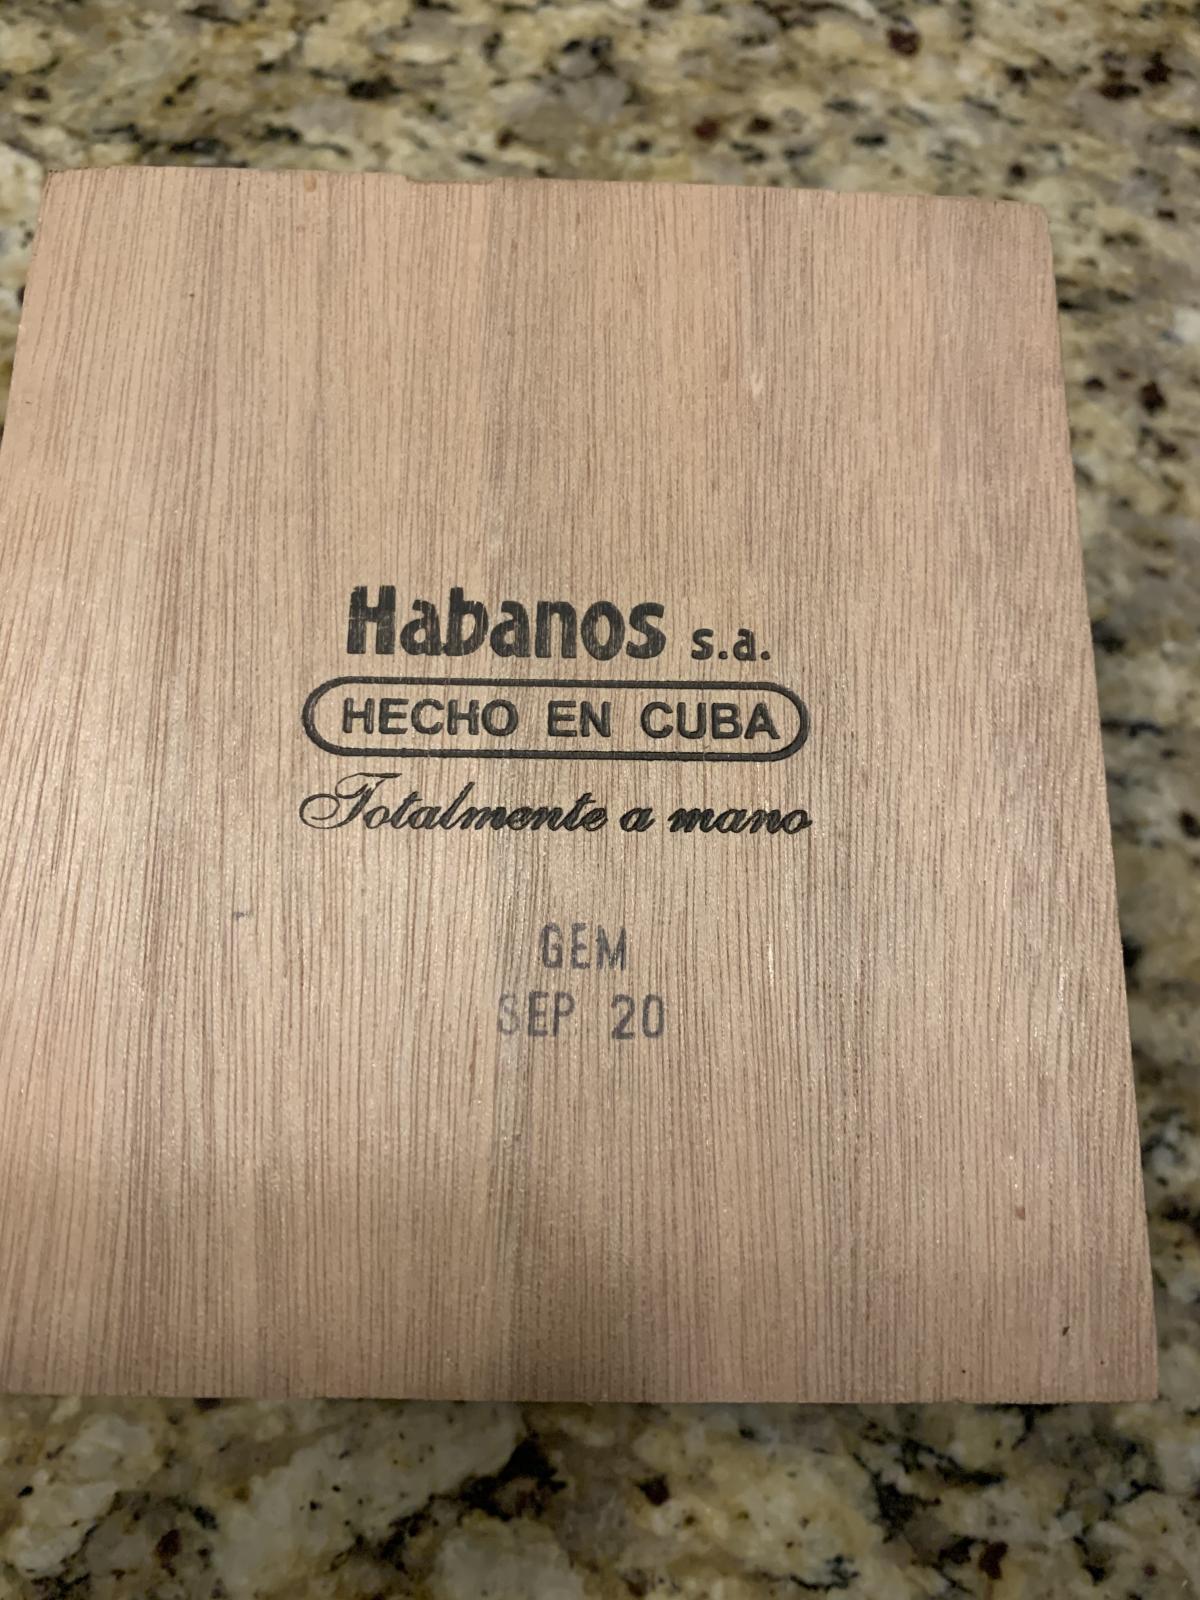 Habanos s.a.
HECHO EN CUBA
Totalmente a mano
GEM
SEP 20